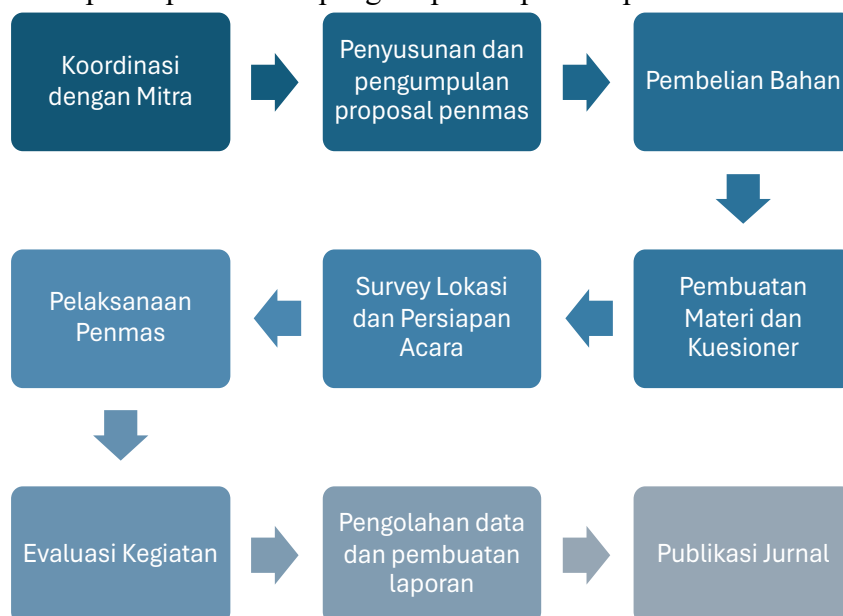 Koordinasi
dengan Mitra
Penyusunan dan
pengumpulan
proposal penmas
Pembelian Bahan
Pembuatan
Materi dan
Kuesioner
Survey Lokasi
dan Persiapan
Acara
Pelaksanaan
Penmas
Evaluasi Kegiatan
Pengolahan data
dan pembuatan
laporan
Publikasi Jurnal